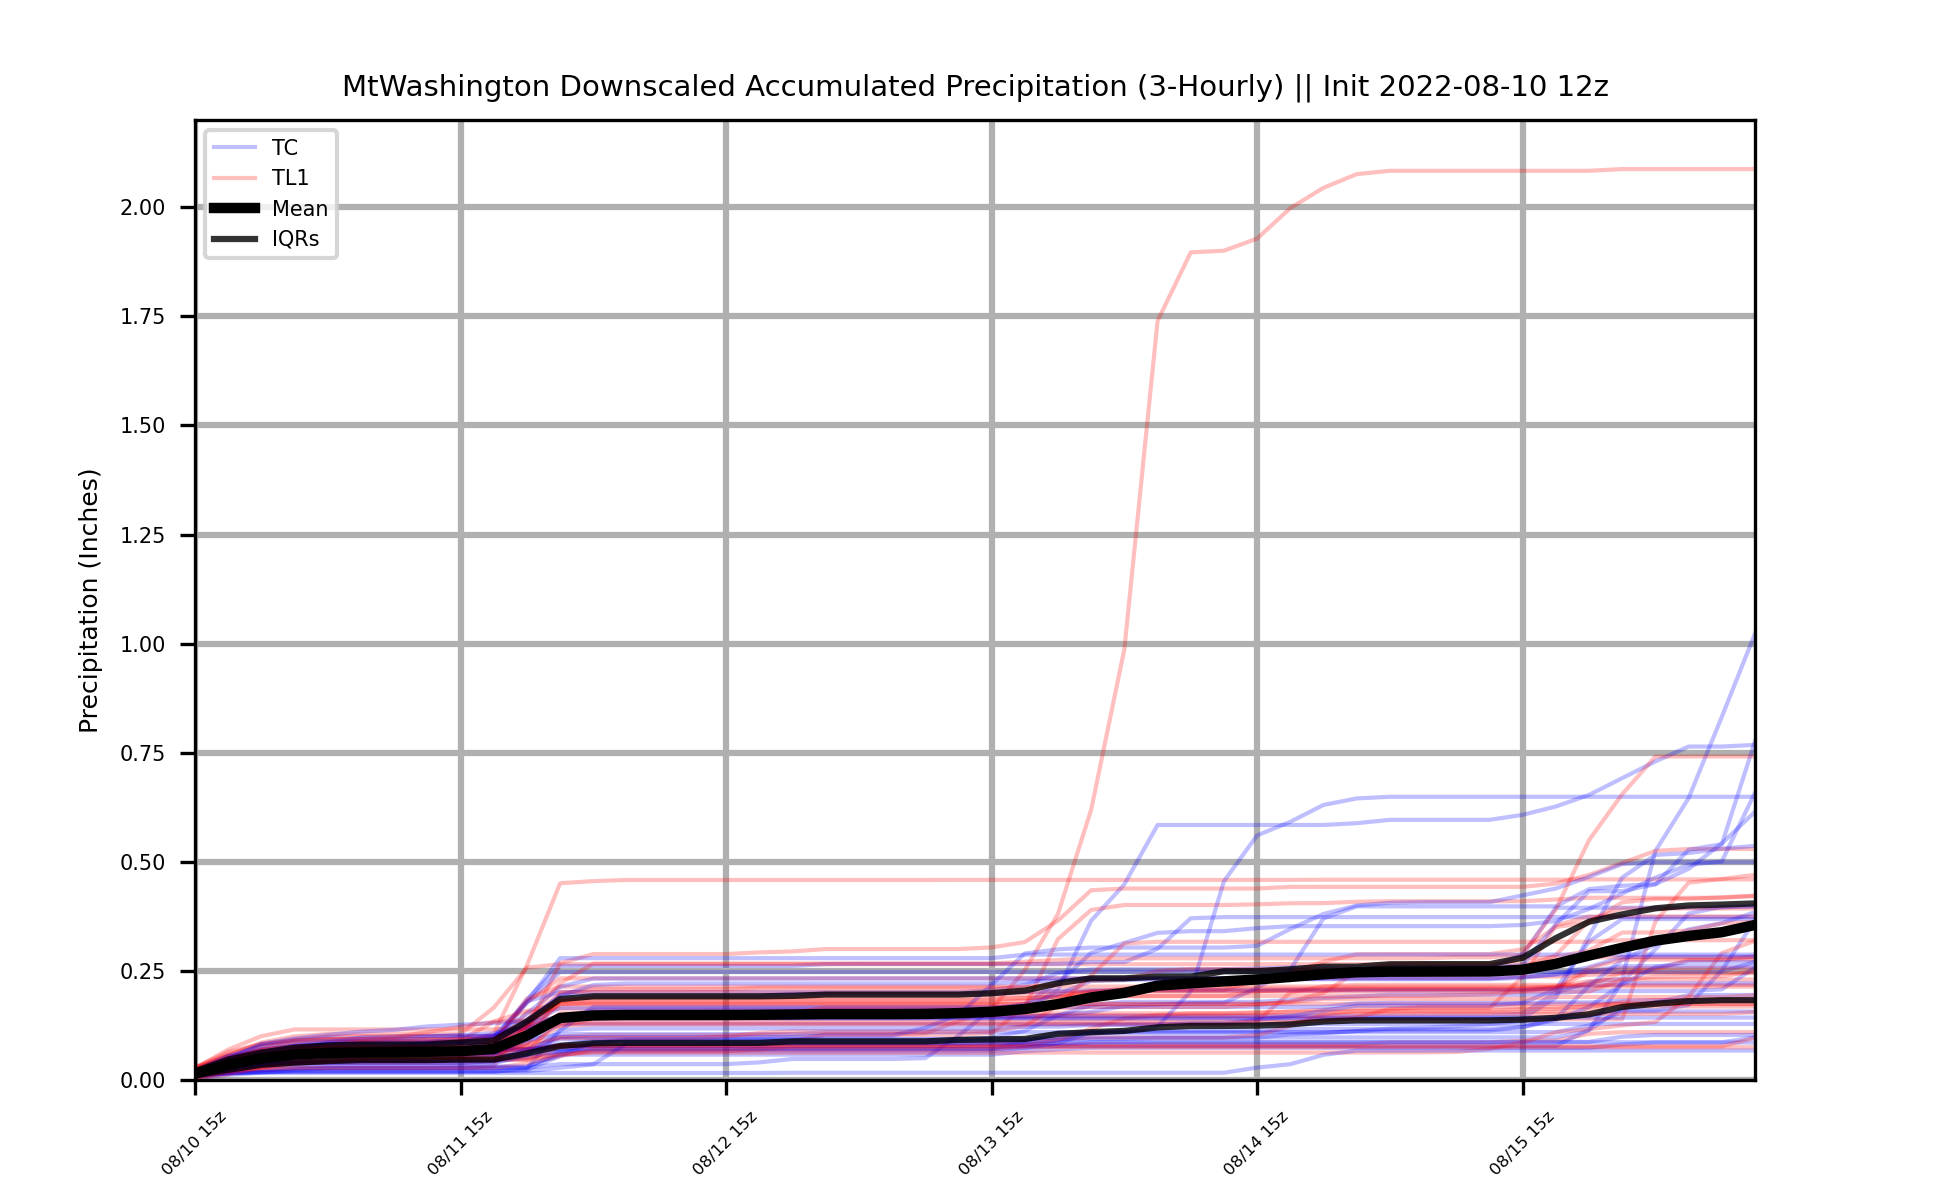 MtWashington Downscaled Accumulated Precipitation (3-Hourly) || Init 2022-08-10 12z
TC
TL1
Mean
IQRs
Precipitation (Inches)
2.00
1.75
1.50
1.25
1.00
0.75
0.50
0.25
0.00
08/10 15z
08/11 15z
08/12 15z
08/13 15z
08/14 15z
08/15 15z